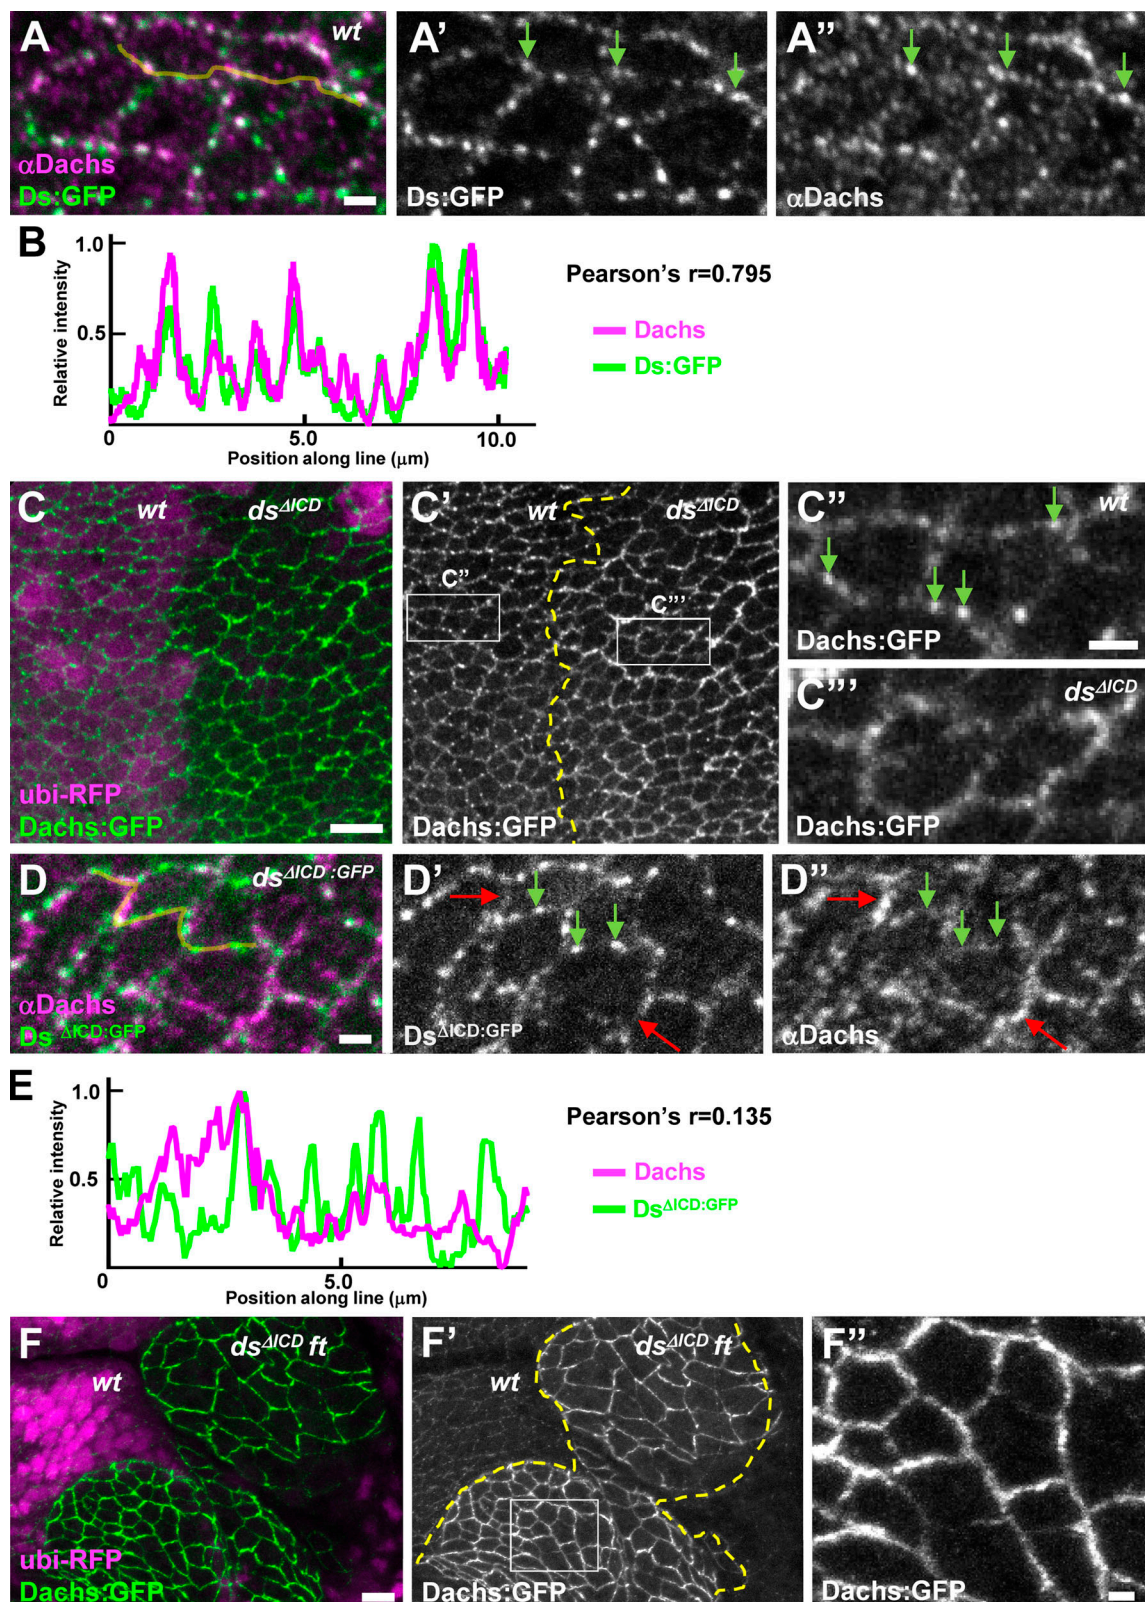 A
wt
αDachs
Ds:GFP
A'
Ds:GFP
A''
αDachs
B
1.0
0.5
Relative intensity
0
5.0
10.0
Position along line (μm)
Pearson's r=0.795
Dachs
Ds:GFP
C
wt
dsΔICD
ubi-RFP
Dachs:GFP
C'
wt
dsΔICD
C''
C'''
Dachs:GFP
C''
wt
Dachs:GFP
C'''
dsΔICD
Dachs:GFP
D
dsΔICD:GFP
αDachs
DsΔICD:GFP
D'
DsΔICD:GFP
D''
αDachs
E
1.0
0.5
Relative intensity
0
5.0
Position along line (μm)
Pearson's r=0.135
Dachs
DsΔICD:GFP
F
dsΔICD ft
wt
ubi-RFP
Dachs:GFP
F'
dsΔICD ft
wt
Dachs:GFP
F''
Dachs:GFP